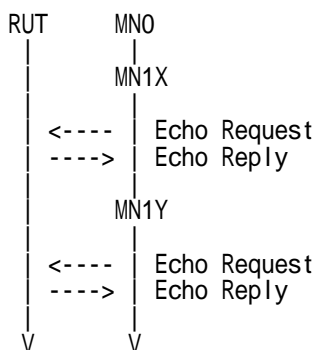 RUT MN0
MN1X
<---- Echo Request
----> Echo Reply
MN1Y
<---- Echo Request
----> Echo Reply
V V